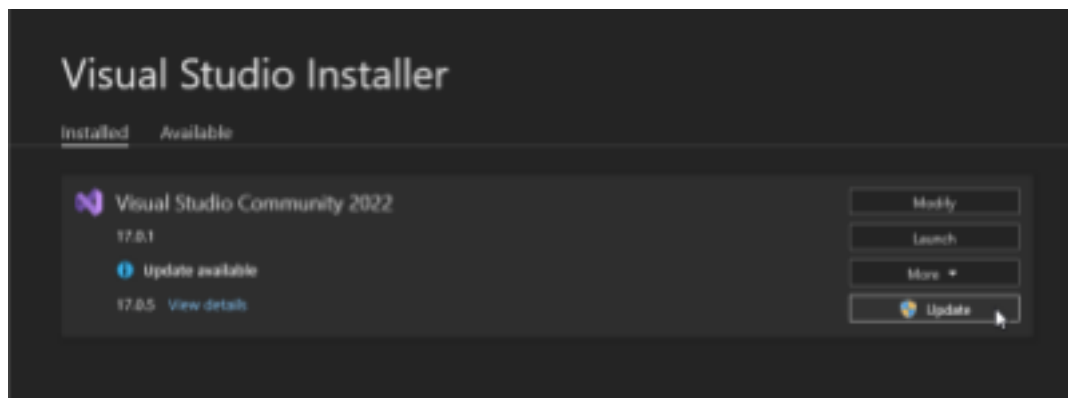 Visual Studio Installer
Installed Available
Visual Studio Community 2022
17.0.1
Update available
17.0.5 View details
Modify
Launch
More
Update